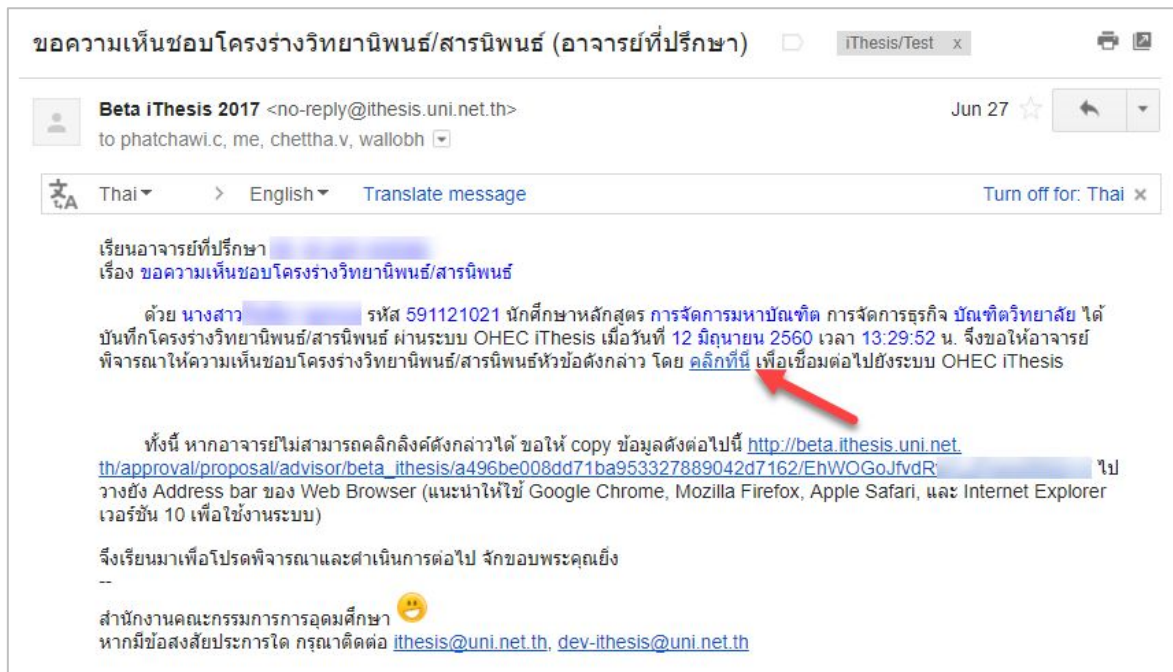 ขอความเห็นชอบโครงร่างวิทยานิพนธ์/สารนิพนธ์ (อาจารย์ที่ปรึกษา) iThesis/Test x
Beta iThesis 2017 <no-reply@ithesis.uni.net.th> Jun 27
to phatchawi.c, me, chettha.v, wallobh
Thai > English Translate message Turn off for: Thai x
เรียนอาจารย์ที่ปรึกษา
เรื่อง ขอความเห็นชอบโครงร่างวิทยานิพนธ์/สารนิพนธ์
ด้วย นางสาว รหัส 591121021 นักศึกษาหลักสูตร การจัดการมหาบัณฑิต การจัดการธุรกิจ บัณฑิตวิทยาลัย ได้
บันทึกโครงร่างวิทยานิพนธ์/สารนิพนธ์ ผ่านระบบ OHEC iThesis เมื่อวันที่ 12 มิถุนายน 2560 เวลา 13:29:52 น. จึงขอให้อาจารย์
พิจารณาให้ความเห็นชอบโครงร่างวิทยานิพนธ์/สารนิพนธ์หัวข้อดังกล่าว โดย คลิกที่นี่ เพื่อเชื่อมต่อไปยังระบบ OHEC iThesis
ทั้งนี้ หากอาจารย์ไม่สามารถคลิกลิงค์ดังกล่าวได้ ขอให้ copy ข้อมูลดังต่อไปนี้ http://beta.ithesis.uni.net.
th/approval/proposal/advisor/beta_ithesis/a496be008dd71ba953327889042d7162/EhWOGoJfvdR ไป
วางยัง Address bar ของ Web Browser (แนะนำให้ใช้ Google Chrome, Mozilla Firefox, Apple Safari, และ Internet Explorer
เวอร์ชัน 10 เพื่อใช้งานระบบ)
จึงเรียนมาเพื่อโปรดพิจารณาและดำเนินการต่อไป จักขอบพระคุณยิ่ง
--
สำนักงานคณะกรรมการการอุดมศึกษา
หากมีข้อสงสัยประการใด กรุณาติดต่อ ithesis@uni.net.th, dev-ithesis@uni.net.th